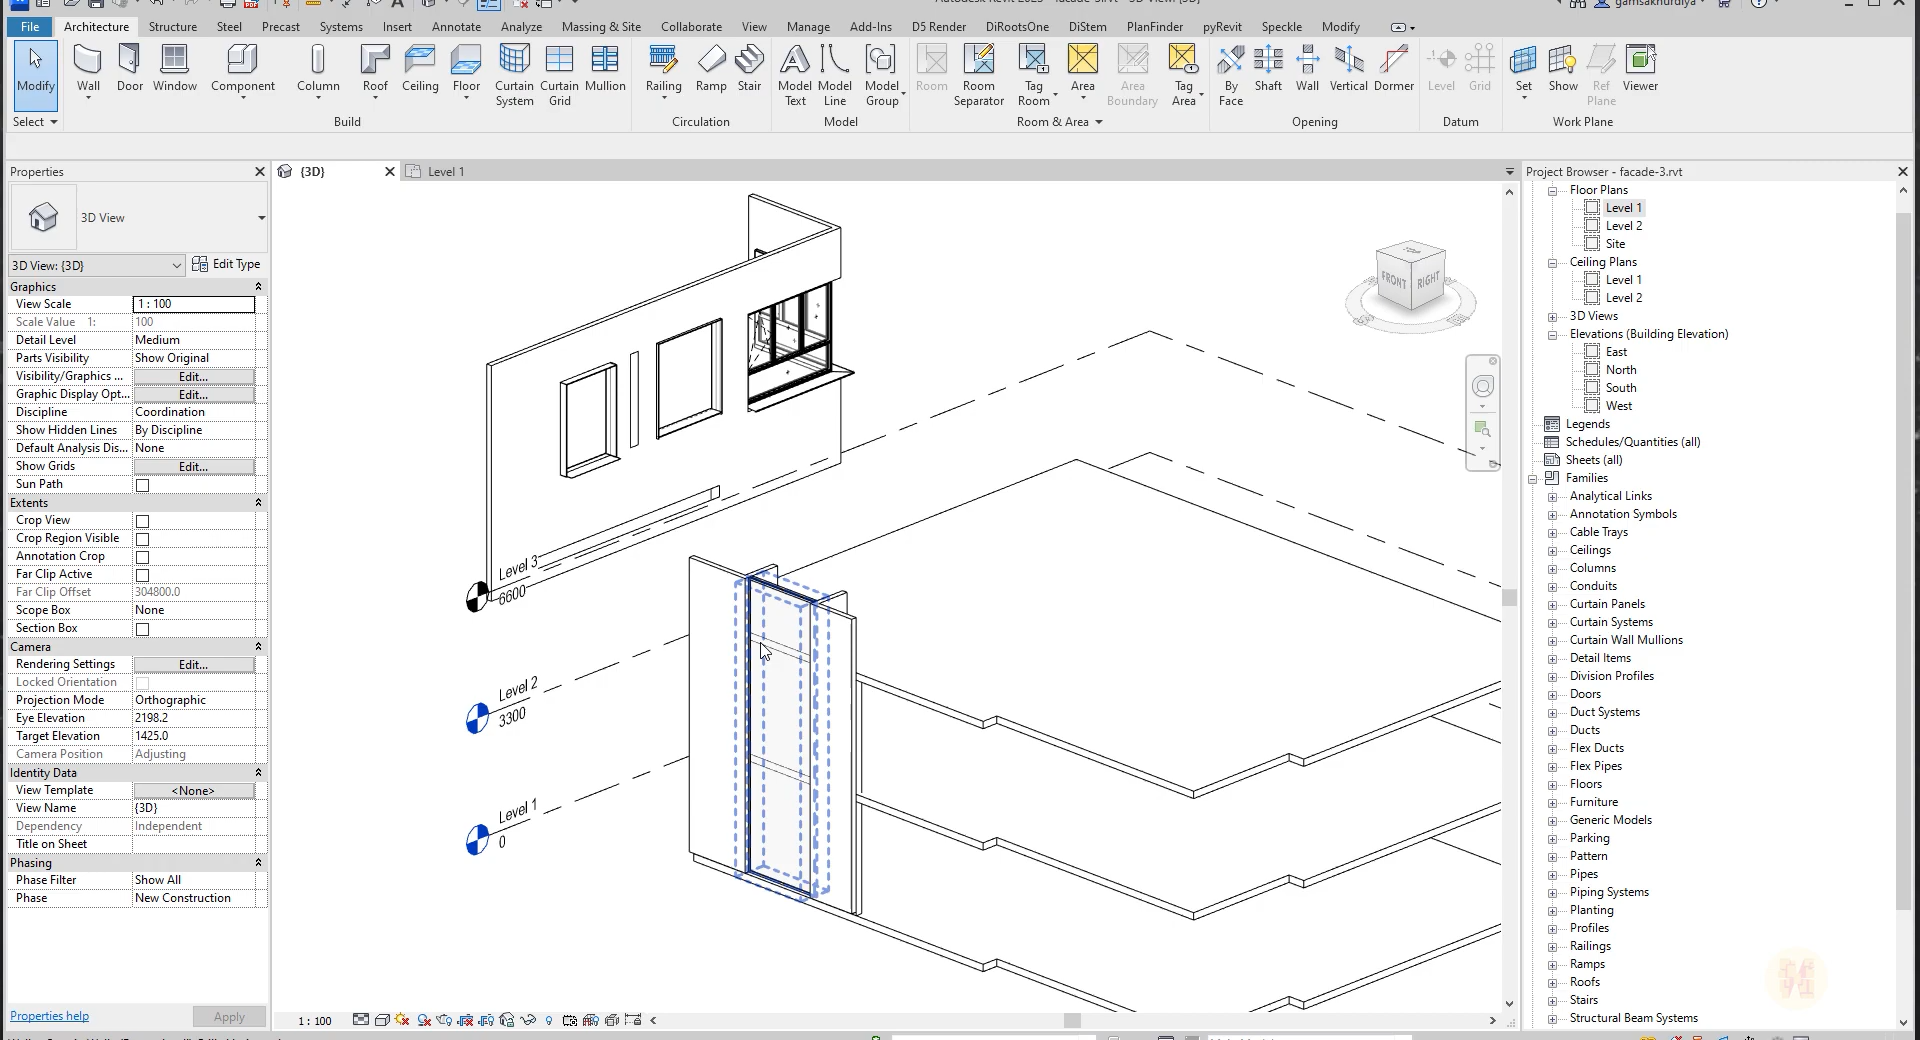 gamsakhurdiya
File Architecture Structure Steel Precast Systems Insert Annotate Analyze Massing & Site Collaborate View Manage Add-Ins D5 Render DiRootsOne DiStem PlanFinder pyRevit Speckle Modify
Modify Wall Door Window Component Column Roof Ceiling Floor Curtain System Curtain Grid Mullion Railing Ramp Stair Model Text Model Line Model Group Room Room Separator Tag Room Area Area Boundary Tag Area By Face Shaft Wall Vertical Dormer Level Grid Set Show Ref Plane Viewer
Select Build Circulation Model Room & Area Opening Datum Work Plane
Properties
3D View
3D View: {3D} Edit Type
Graphics
View Scale 1 : 100
Scale Value 1: 100
Detail Level Medium
Parts Visibility Show Original
Visibility/Graphics ... Edit...
Graphic Display Opt... Edit...
Discipline Coordination
Show Hidden Lines By Discipline
Default Analysis Dis... None
Show Grids Edit...
Sun Path
Extents
Crop View
Crop Region Visible
Annotation Crop
Far Clip Active
Far Clip Offset 304800.0
Scope Box None
Section Box
Camera
Rendering Settings Edit...
Locked Orientation
Projection Mode Orthographic
Eye Elevation 2198.2
Target Elevation 1425.0
Camera Position Adjusting
Identity Data
View Template <None>
View Name {3D}
Dependency Independent
Title on Sheet
Phasing
Phase Filter Show All
Phase New Construction
Properties help Apply
{3D} Level 1
FRONT RIGHT
Level 3
6600
Level 2
3300
Level 1
0
1 : 100
Project Browser - facade-3.rvt
Floor Plans
Level 1
Level 2
Site
Ceiling Plans
Level 1
Level 2
3D Views
Elevations (Building Elevation)
East
North
South
West
Legends
Schedules/Quantities (all)
Sheets (all)
Families
Analytical Links
Annotation Symbols
Cable Trays
Ceilings
Columns
Conduits
Curtain Panels
Curtain Systems
Curtain Wall Mullions
Detail Items
Division Profiles
Doors
Duct Systems
Ducts
Flex Ducts
Flex Pipes
Floors
Furniture
Generic Models
Parking
Pattern
Pipes
Piping Systems
Planting
Profiles
Railings
Ramps
Roofs
Stairs
Structural Beam Systems